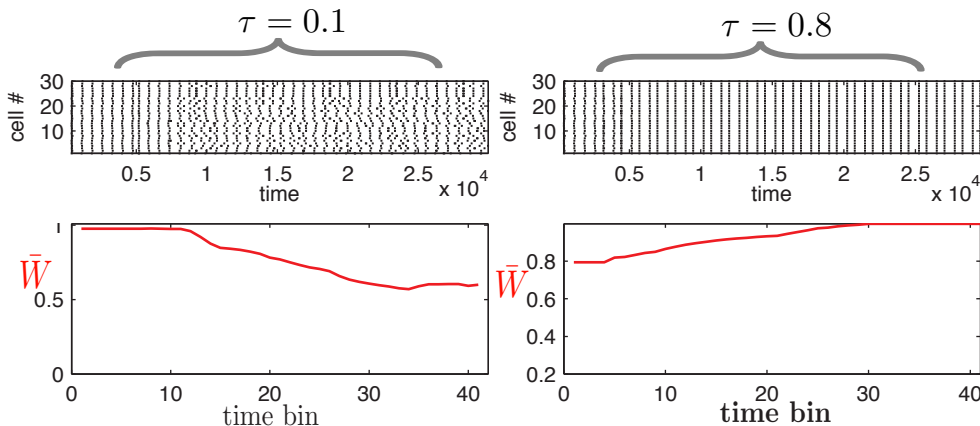 τ = 0.1
τ = 0.8
cell #
30
20
10
0.5 1 1.5 2 2.5
time
x 10⁴
cell #
30
20
10
0.5 1 1.5 2 2.5
time
x 10⁴
W̄
1
0.5
0
0 10 20 30 40
time bin
W̄
0.8
0.6
0.4
0.2
0 10 20 30 40
time bin